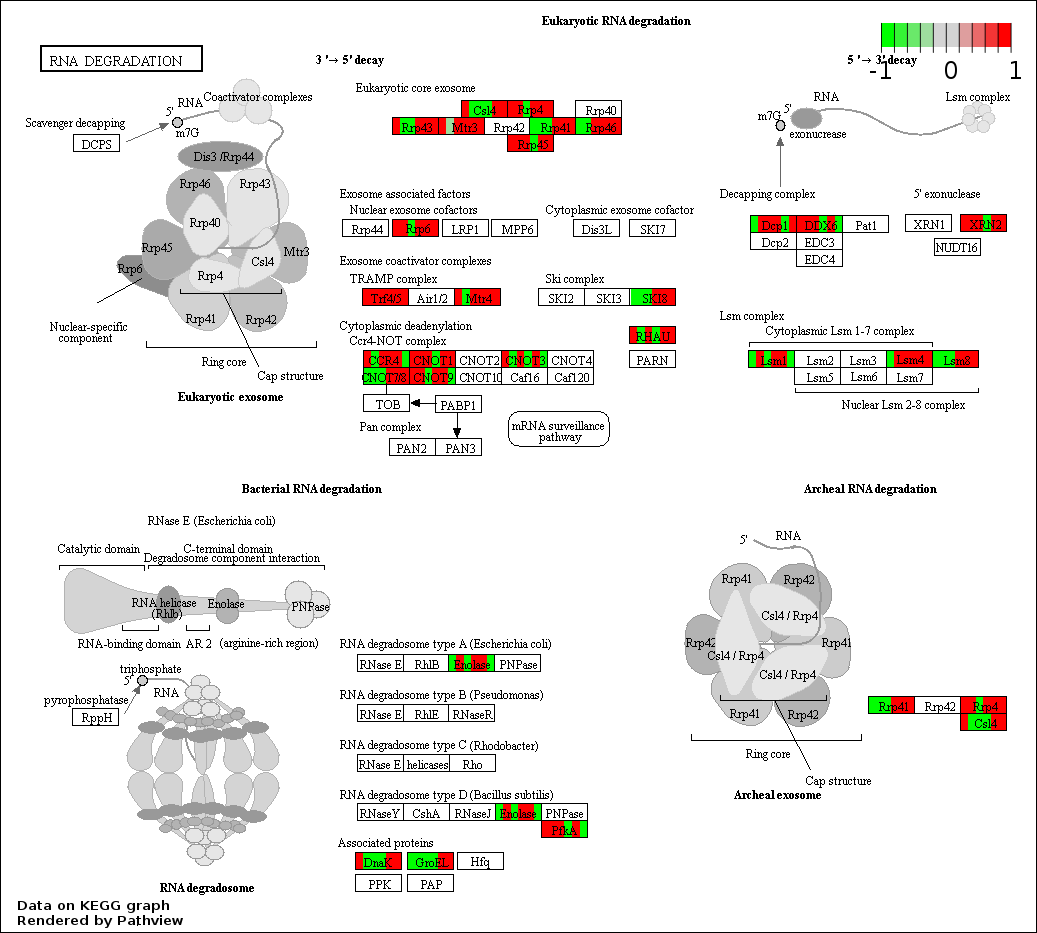 Eukaryotic RNA degradation
RNA DEGRADATION
3 '→ 5' decay
5 '→ 3' decay
-1 0 1
Eukaryotic core exosome
Csl4 Rrp4 Rrp40
Rrp43 Mtr3 Rrp42 Rrp41 Rrp46
Rrp45
Coactivator complexes
RNA
5'
m7G
Scavenger decapping
DCPS
Dis3 /Rrp44
Rrp46 Rrp43
Rrp40
Rrp45 Mtr3
Csl4
Rrp6 Rrp4
Rrp41 Rrp42
Nuclear-specific
component
Ring core
Cap structure
Eukaryotic exosome
Exosome associated factors
Nuclear exosome cofactors
Rrp44 Rrp6 LRP1 MPP6
Cytoplasmic exosome cofactor
Dis3L SKI7
Exosome coactivator complexes
TRAMP complex
Trf4/5 Air1/2 Mtr4
Ski complex
SKI2 SKI3 SKI8
Cytoplasmic deadenylation
Ccr4-NOT complex
CCR4 CNOT1 CNOT2 CNOT3 CNOT4
CNOT7/8 CNOT9 CNOT10 Caf16 Caf120
RHAU
PARN
TOB PABP1
Pan complex
PAN2 PAN3
mRNA surveillance
pathway
RNA
5'
m7G
exonucrease
Lsm complex
Decapping complex
Dcp1 DDX6 Pat1
Dcp2 EDC3
EDC4
5' exonuclease
XRN1 XRN2
NUDT16
Lsm complex
Cytoplasmic Lsm 1-7 complex
Lsm1 Lsm2 Lsm3 Lsm4 Lsm8
Lsm5 Lsm6 Lsm7
Nuclear Lsm 2-8 complex
Bacterial RNA degradation
RNase E (Escherichia coli)
Catalytic domain
C-terminal domain
Degradosome component interaction
RNA helicase
(Rhlb)
Enolase
PNPase
RNA-binding domain AR 2 (arginine-rich region)
triphosphate
5'
RNA
pyrophosphatase
RppH
RNA degradosome
RNA degradosome type A (Escherichia coli)
RNase E RhlB Enolase PNPase
RNA degradosome type B (Pseudomonas)
RNase E RhlE RNaseR
RNA degradosome type C (Rhodobacter)
RNase E helicases Rho
RNA degradosome type D (Bacillus subtilis)
RNaseY CshA RNaseJ Enolase PNPase
PfkA
Associated proteins
DnaK GroEL Hfq
PPK PAP
Archeal RNA degradation
5' RNA
Rrp41 Rrp42
Csl4 / Rrp4
Rrp42 Rrp41
Csl4 / Rrp4
Csl4 / Rrp4
Rrp41 Rrp42
Ring core
Cap structure
Archeal exosome
Rrp41 Rrp42 Rrp4
Csl4
Data on KEGG graph
Rendered by Pathview